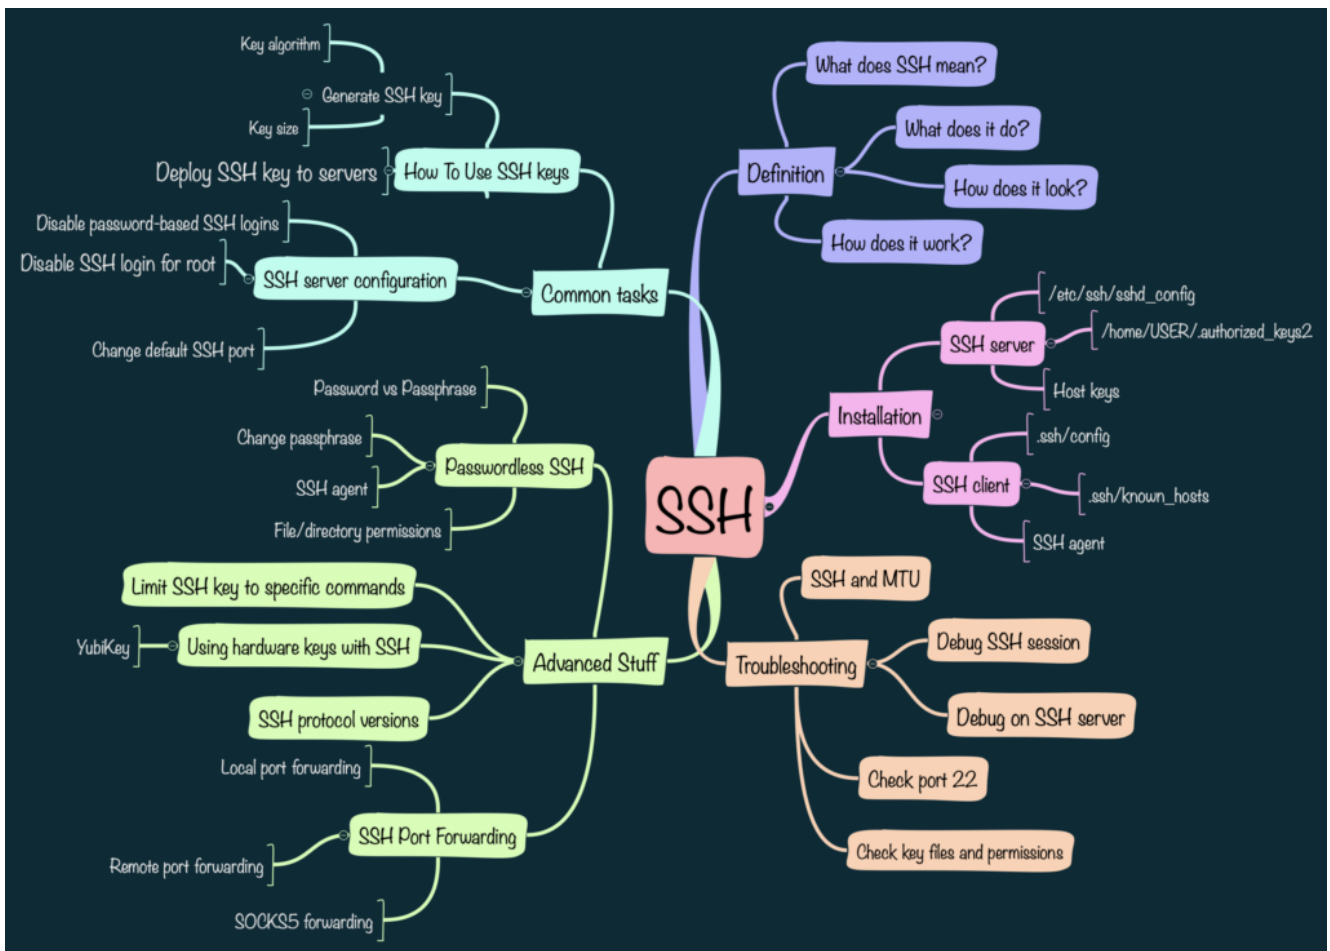 SSH
Definition
What does SSH mean?
What does it do?
How does it look?
How does it work?
Installation
SSH server
/etc/ssh/sshd_config
/home/USER/.authorized_keys2
Host keys
SSH client
.ssh/config
.ssh/known_hosts
SSH agent
Troubleshooting
SSH and MTU
Debug SSH session
Debug on SSH server
Check port 22
Check key files and permissions
Common tasks
How To Use SSH keys
Generate SSH key
Key algorithm
Key size
Deploy SSH key to servers
SSH server configuration
Disable password-based SSH logins
Disable SSH login for root
Change default SSH port
Advanced Stuff
Passwordless SSH
Password vs Passphrase
Change passphrase
SSH agent
File/directory permissions
Limit SSH key to specific commands
Using hardware keys with SSH
YubiKey
SSH protocol versions
SSH Port Forwarding
Local port forwarding
Remote port forwarding
SOCKS5 forwarding